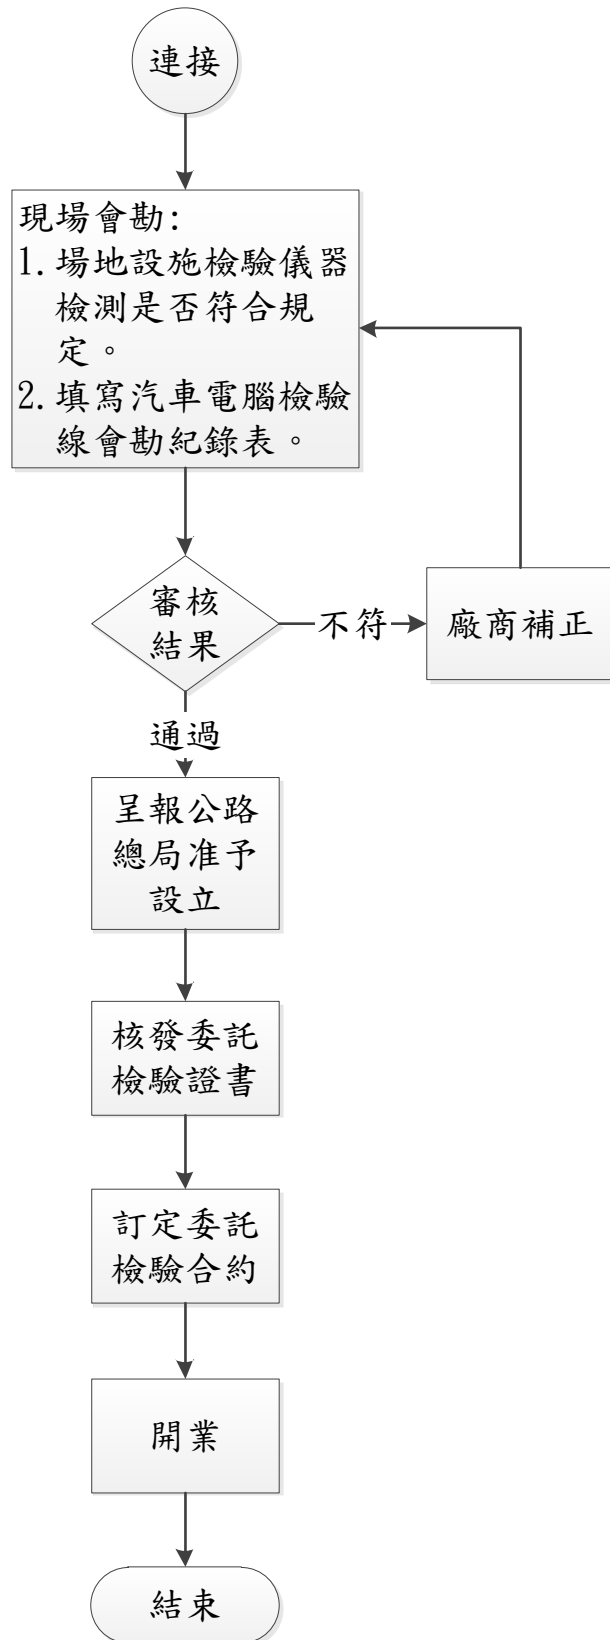 連接
現場會勘:
1.場地設施檢驗儀器
檢測是否符合規
定。
2.填寫汽車電腦檢驗
線會勘紀錄表。
審核
結果
不符
廠商補正
通過
呈報公路
總局准予
設立
核發委託
檢驗證書
訂定委託
檢驗合約
開業
結束